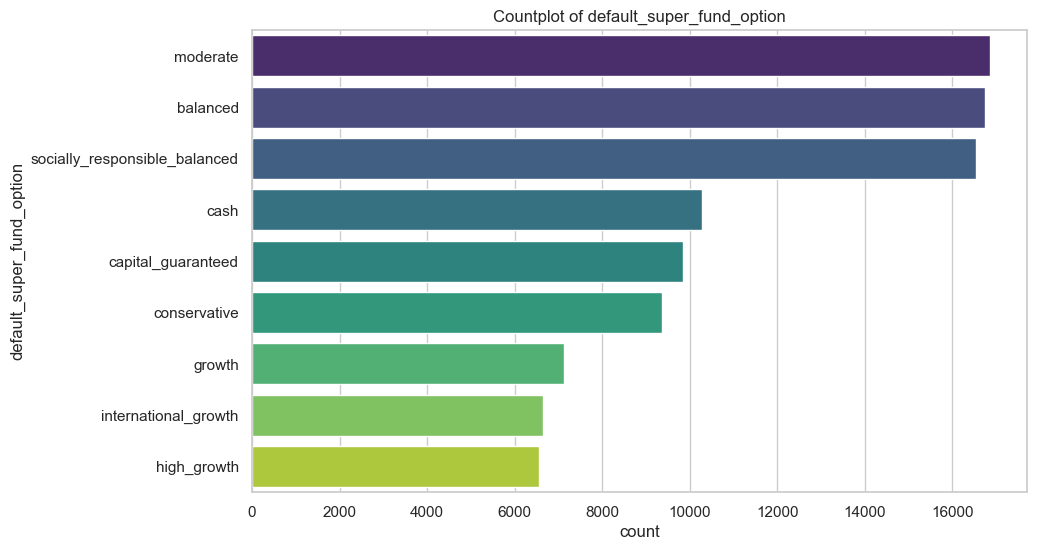 Countplot of default_super_fund_option
default_super_fund_option
moderate
balanced
socially_responsible_balanced
cash
capital_guaranteed
conservative
growth
international_growth
high_growth
0 2000 4000 6000 8000 10000 12000 14000 16000
count